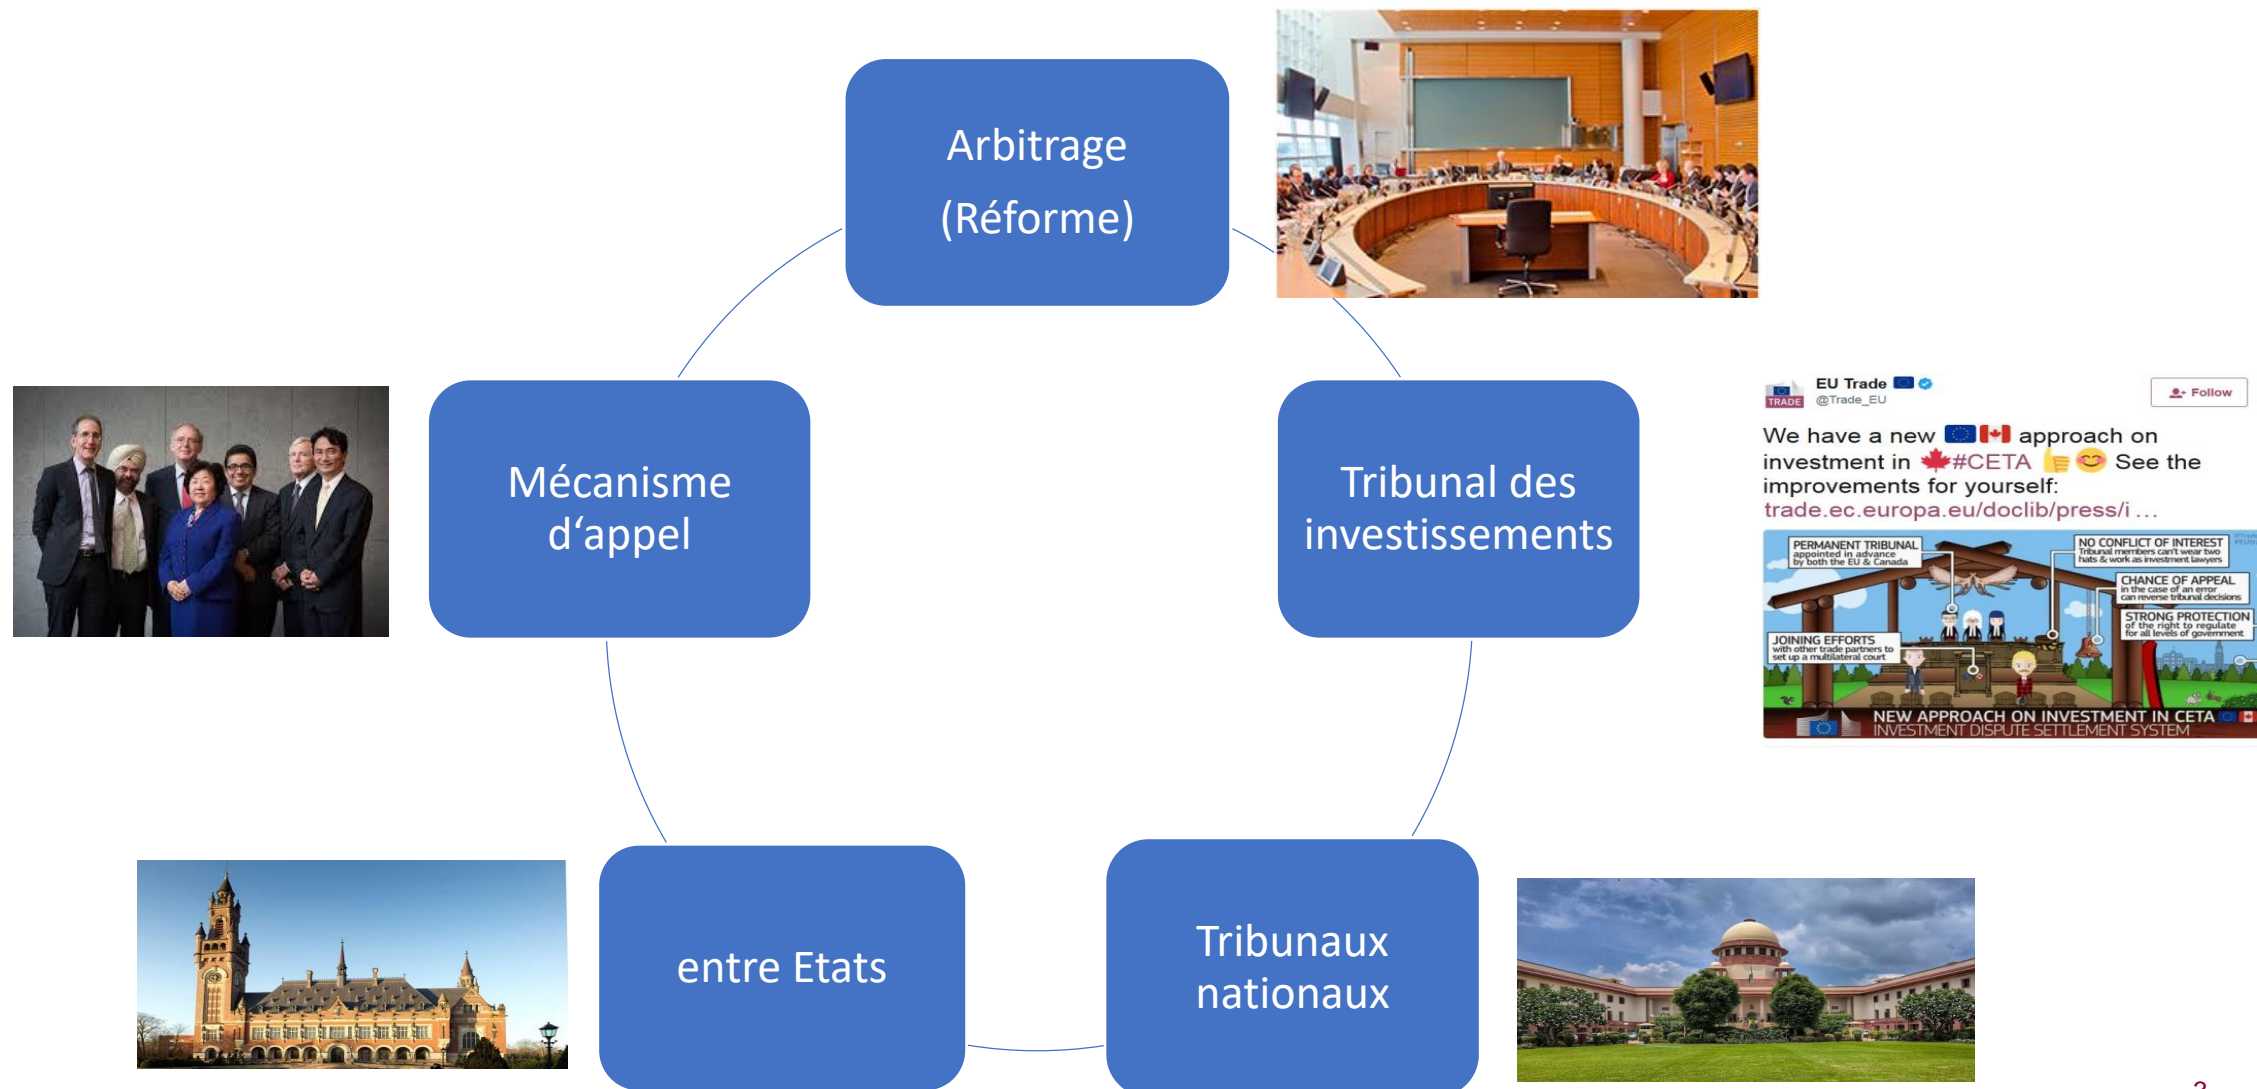 Arbitrage
(Réforme)
Mécanisme
d‘appel
Tribunal des
investissements
EU Trade
@Trade_EU
Follow
TRADE
We have a new approach on
investment in #CETA See the
improvements for yourself:
trade.ec.europa.eu/doclib/press/i ...
PERMANENT TRIBUNAL
appointed in advance
by both the EU & Canada
NO CONFLICT OF INTEREST
Tribunal members can't wear two
hats & work as investment lawyers
CHANCE OF APPEAL
in the case of an error
can reverse tribunal decisions
STRONG PROTECTION
of the right to regulate
for all levels of government
JOINING EFFORTS
with other trade partners to
set up a multilateral court
NEW APPROACH ON INVESTMENT IN CETA
INVESTMENT DISPUTE SETTLEMENT SYSTEM
entre Etats
Tribunaux
nationaux